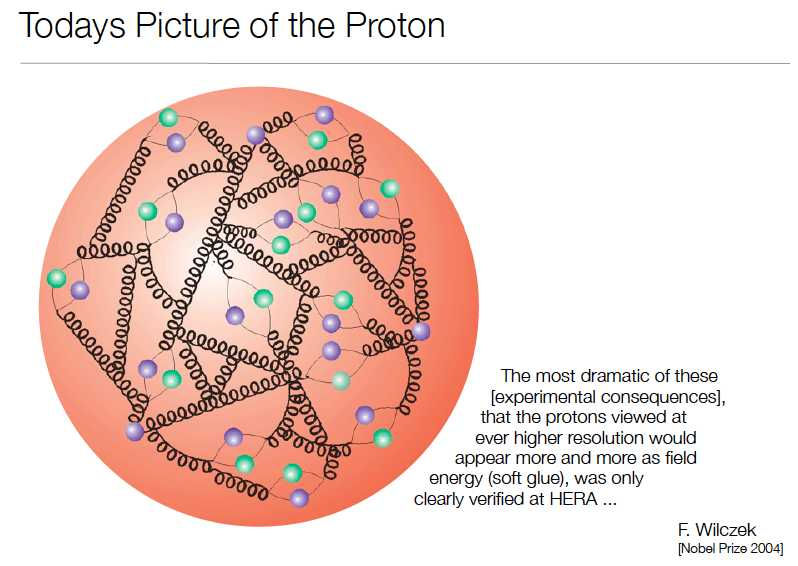 Todays Picture of the Proton
The most dramatic of these
[experimental consequences],
that the protons viewed at
ever higher resolution would
appear more and more as field
energy (soft glue), was only
clearly verified at HERA ...
F. Wilczek
[Nobel Prize 2004]